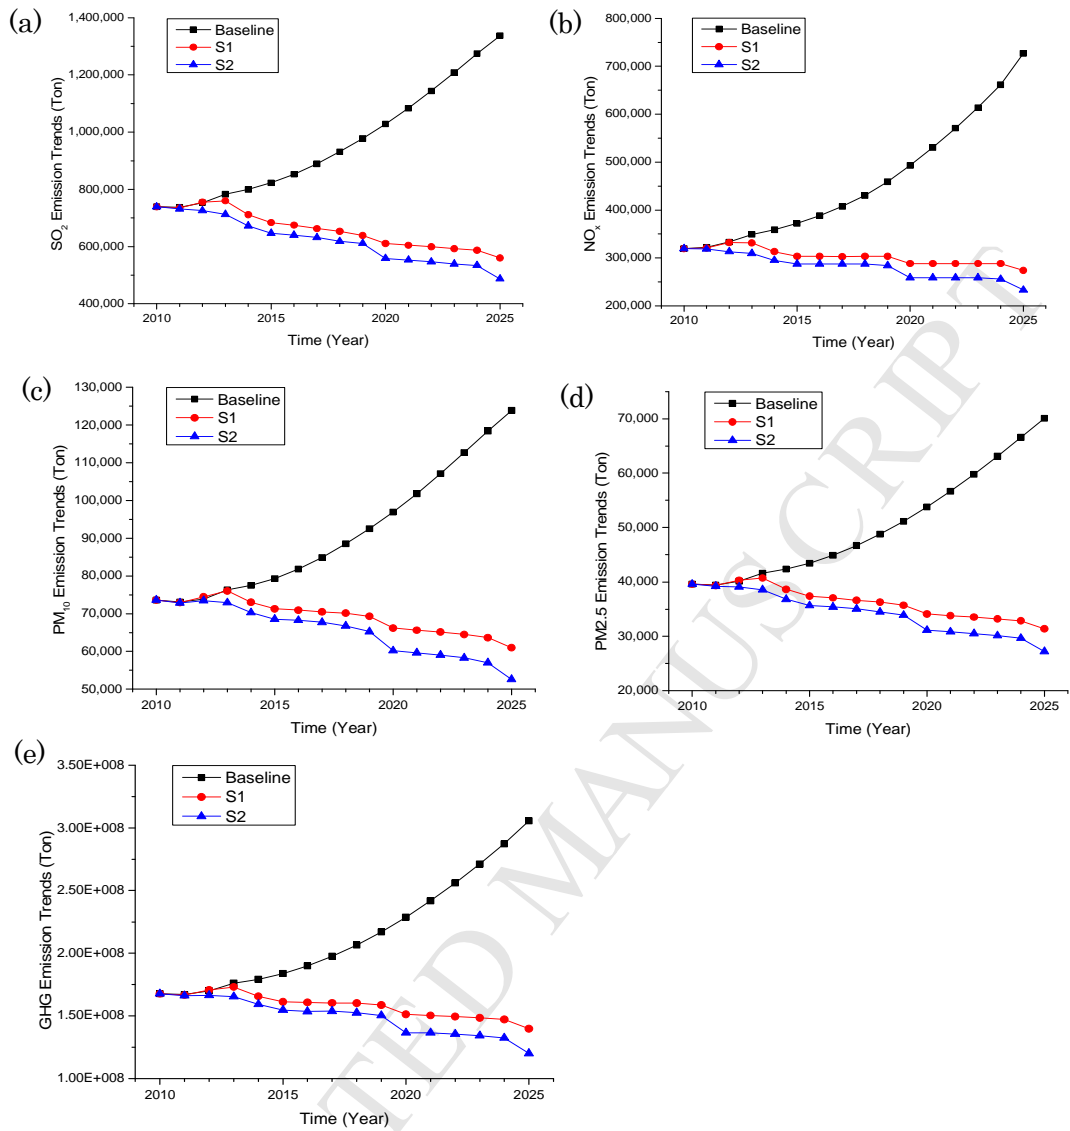 (a)
1,400,000
1,200,000
1,000,000
800,000
600,000
400,000
SO2 Emission Trends (Ton)
Baseline
S1
S2
2010 2015 2020 2025
Time (Year)
(b)
800,000
700,000
600,000
500,000
400,000
300,000
200,000
NOx Emission Trends (Ton)
Baseline
S1
S2
2010 2015 2020 2025
Time (Year)
(c)
130,000
120,000
110,000
100,000
90,000
80,000
70,000
60,000
50,000
PM10 Emission Trends (Ton)
Baseline
S1
S2
2010 2015 2020 2025
Time (Year)
(d)
70,000
60,000
50,000
40,000
30,000
20,000
PM2.5 Emission Trends (Ton)
Baseline
S1
S2
2010 2015 2020 2025
Time (Year)
(e)
3.50E+008
3.00E+008
2.50E+008
2.00E+008
1.50E+008
1.00E+008
GHG Emission Trends (Ton)
Baseline
S1
S2
2010 2015 2020 2025
Time (Year)
TED MANUSCRIPT